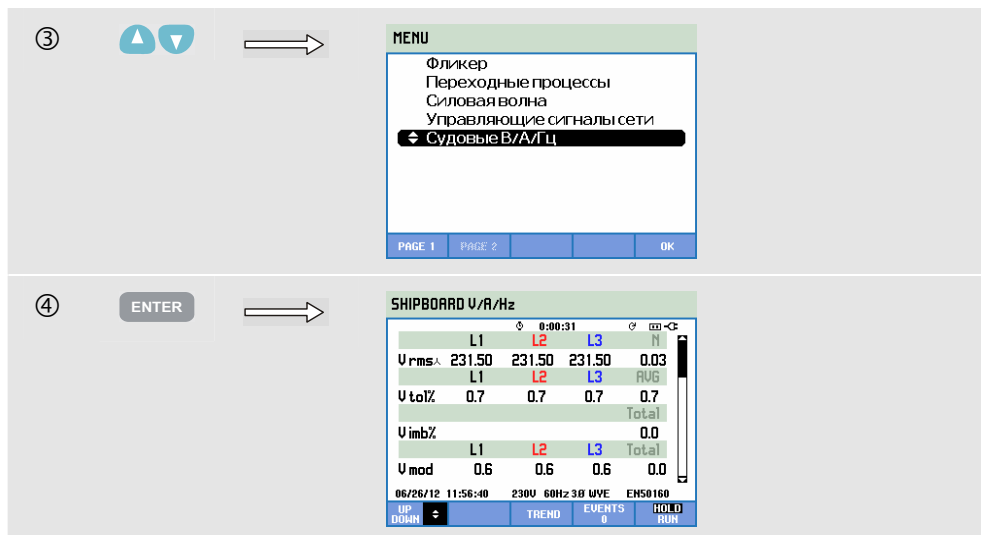 ③
MENU
Фликер
Переходные процессы
Силовая волна
Управляющие сигналы сети
Судовые В/А/Гц
PAGE 1 PAGE 2 OK
④ ENTER
SHIPBOARD V/A/Hz
0:00:31
L1 L2 L3 N
V rms⅄ 231.50 231.50 231.50 0.03
L1 L2 L3 AVG
V tol% 0.7 0.7 0.7 0.7
Total
V imb% 0.0
L1 L2 L3 Total
V mod 0.6 0.6 0.6 0.0
06/26/12 11:56:40 230V 60Hz 3Ø WYE EN50160
UP DOWN TREND EVENTS 0 HOLD RUN